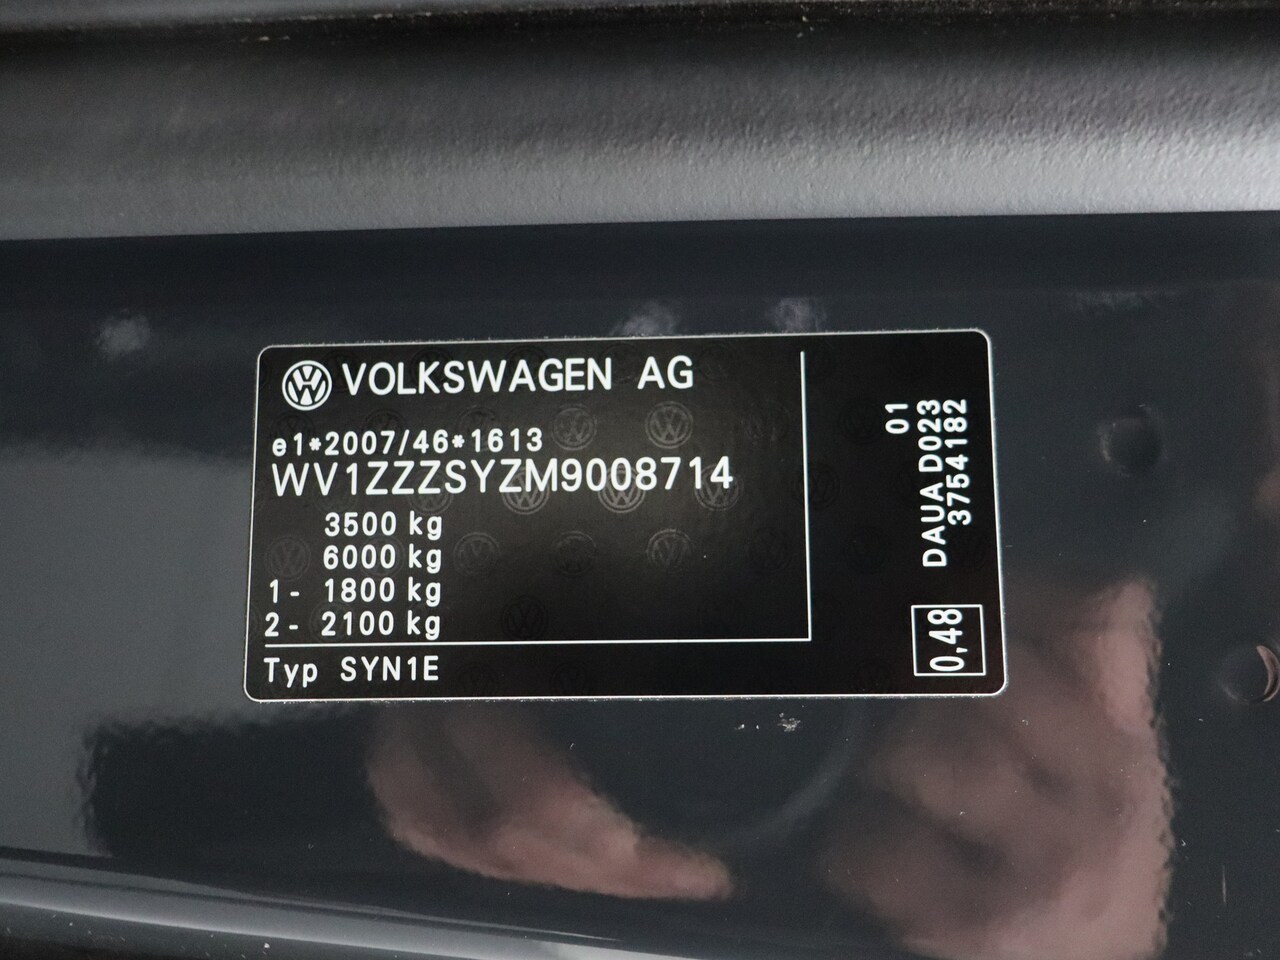 VOLKSWAGEN AG
e1*2007/46*1613
WV1ZZZSYZM9008714
3500 kg
6000 kg
1- 1800 kg
2- 2100 kg
Typ SYN1E
01
DAUA D023
3754182
0,48